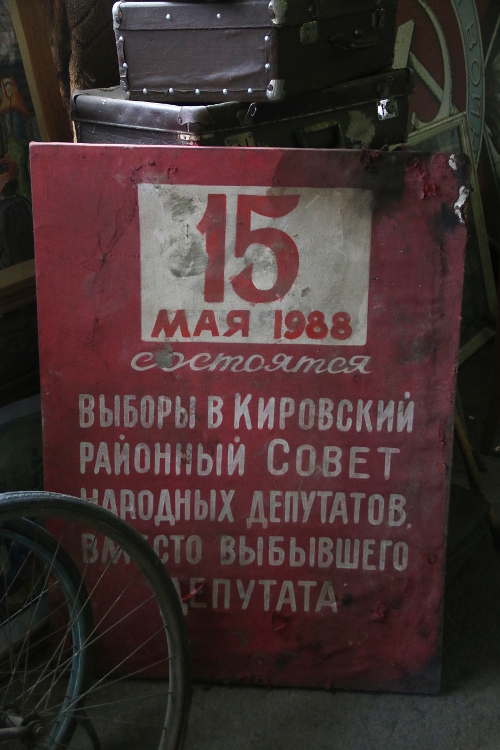 15
МАЯ 1988
состоятся
ВЫБОРЫ В КИРОВСКИЙ
РАЙОННЫЙ СОВЕТ
НАРОДНЫХ ДЕПУТАТОВ,
ВМЕСТО ВЫБЫВШЕГО
ДЕПУТАТА